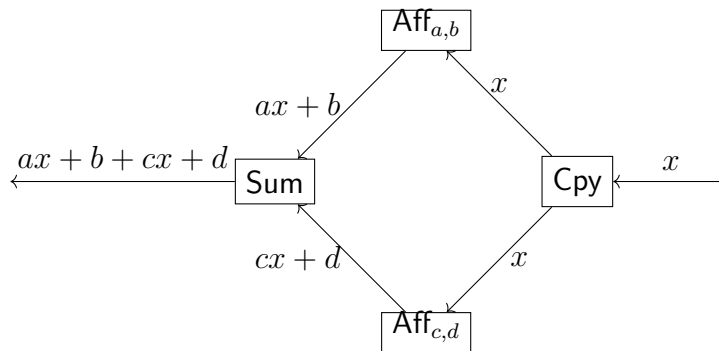 Aff_{a,b}
ax + b
x
ax + b + cx + d
Sum
Cpy
x
cx + d
x
Aff_{c,d}